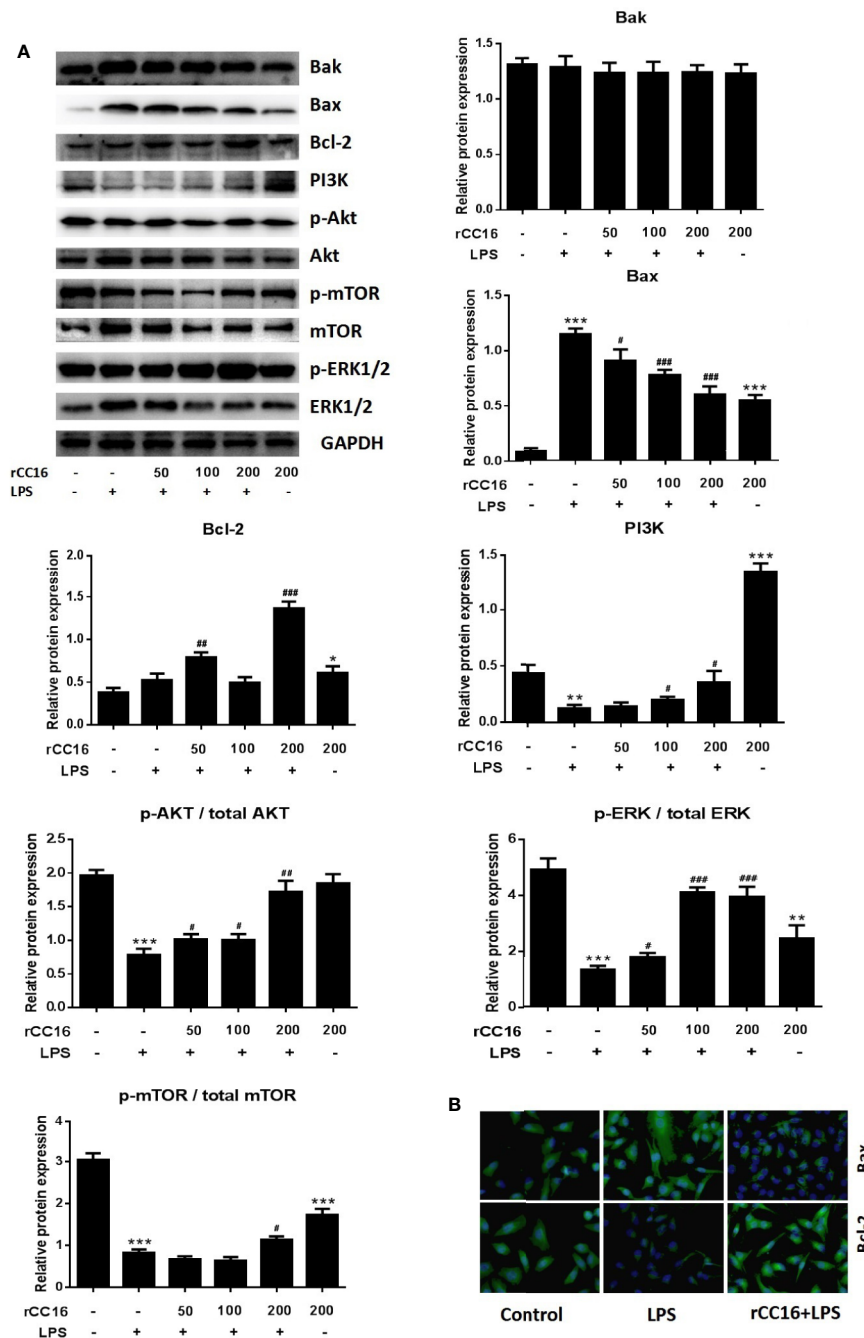 A
Bak
Bax
Bcl-2
PI3K
p-Akt
Akt
p-mTOR
mTOR
p-ERK1/2
ERK1/2
GAPDH
rCC16 - - 50 100 200 200
LPS - + + + + -
Bak
Relative protein expression
1.5
1.0
0.5
0.0
rCC16 - - 50 100 200 200
LPS - + + + + -
Bax
Relative protein expression
1.5
1.0
0.5
0.0
*** # ### ### ***
rCC16 - - 50 100 200 200
LPS - + + + + -
Bcl-2
Relative protein expression
2.0
1.5
1.0
0.5
0.0
## ### *
rCC16 - - 50 100 200 200
LPS - + + + + -
PI3K
Relative protein expression
1.5
1.0
0.5
0.0
** # # ***
rCC16 - - 50 100 200 200
LPS - + + + + -
p-AKT / total AKT
Relative protein expression
2.5
2.0
1.5
1.0
0.5
0.0
*** # # ##
rCC16 - - 50 100 200 200
LPS - + + + + -
p-ERK / total ERK
Relative protein expression
6
4
2
0
*** # ### ### **
rCC16 - - 50 100 200 200
LPS - + + + + -
p-mTOR / total mTOR
Relative protein expression
4
3
2
1
0
*** # ***
rCC16 - - 50 100 200 200
LPS - + + + + -
B
Bax
Bcl-2
Control LPS rCC16+LPS